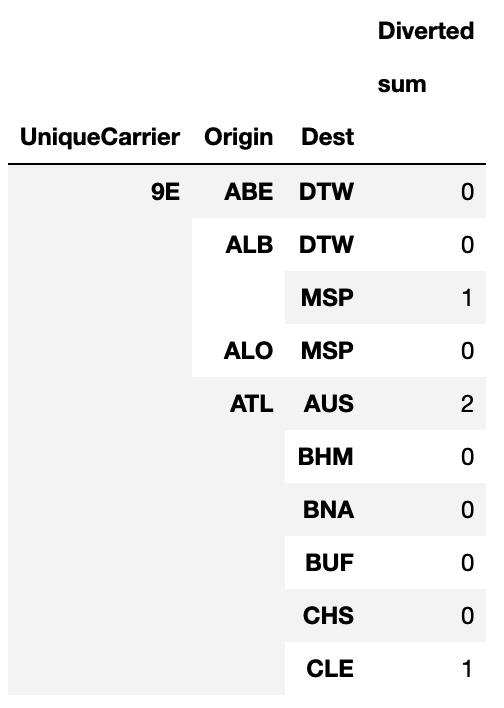 Diverted
sum
UniqueCarrier Origin Dest
9E ABE DTW 0
ALB DTW 0
MSP 1
ALO MSP 0
ATL AUS 2
BHM 0
BNA 0
BUF 0
CHS 0
CLE 1